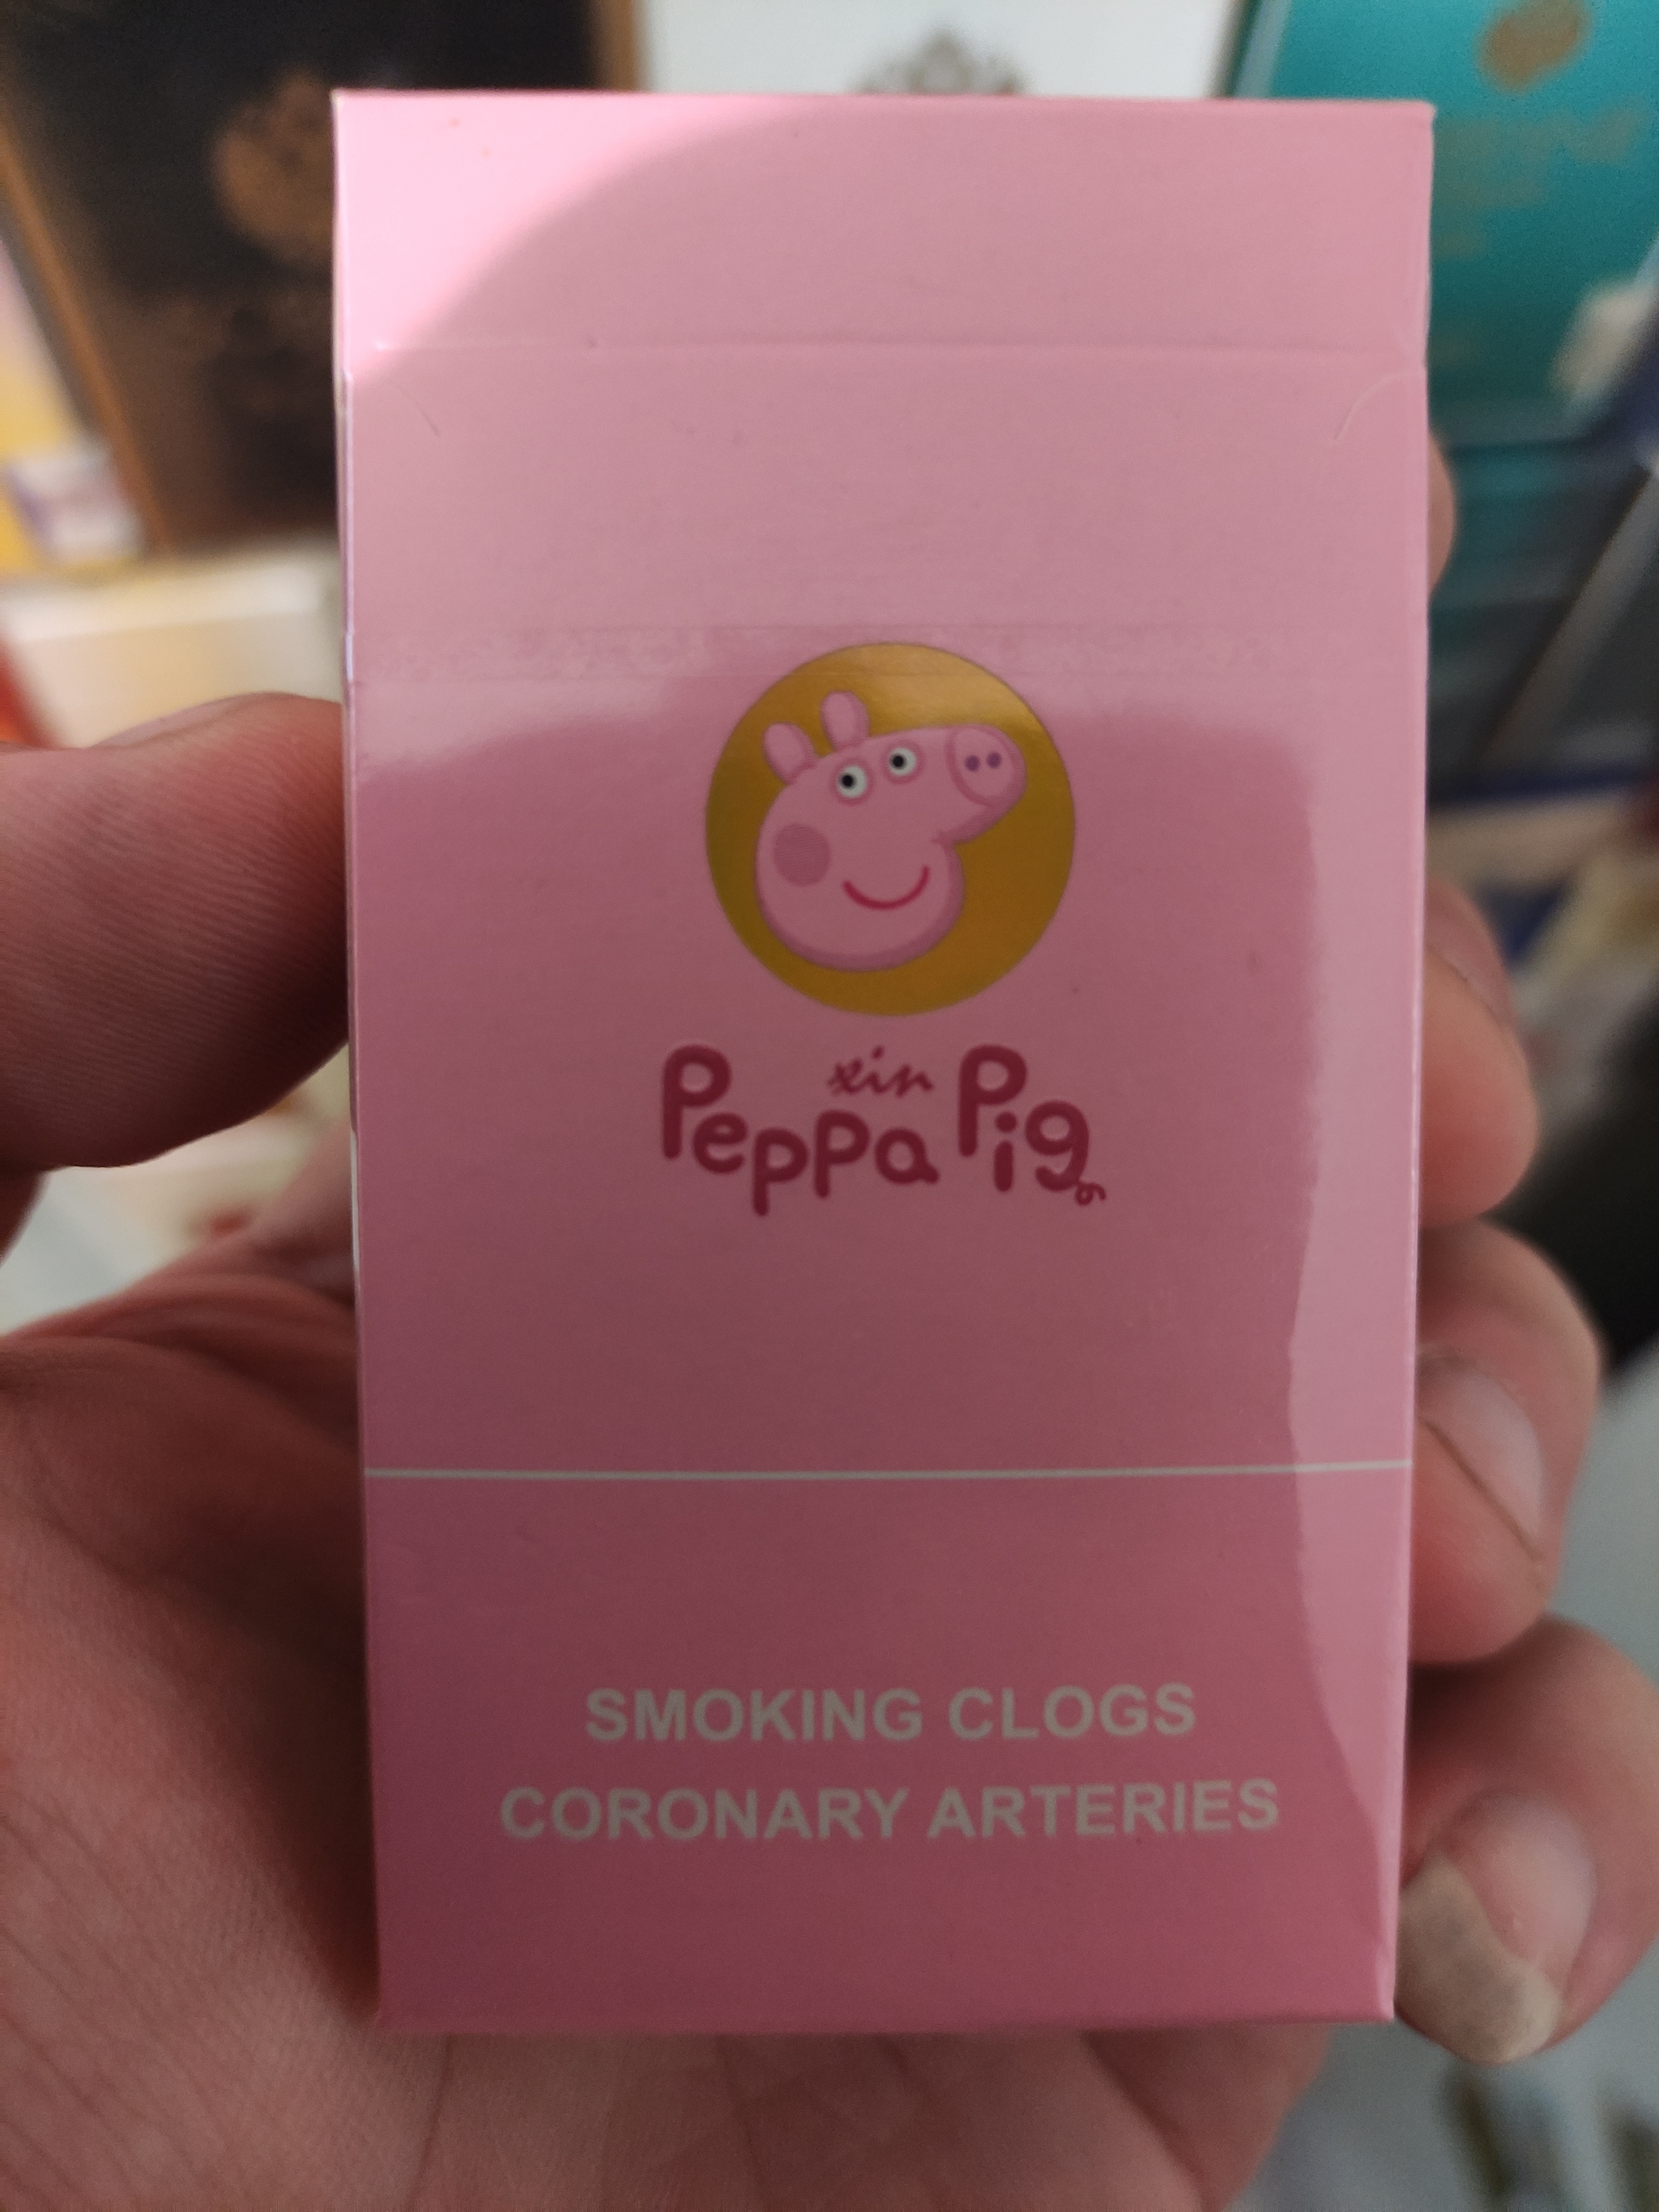 xin
Peppa Pig
SMOKING CLOGS
CORONARY ARTERIES